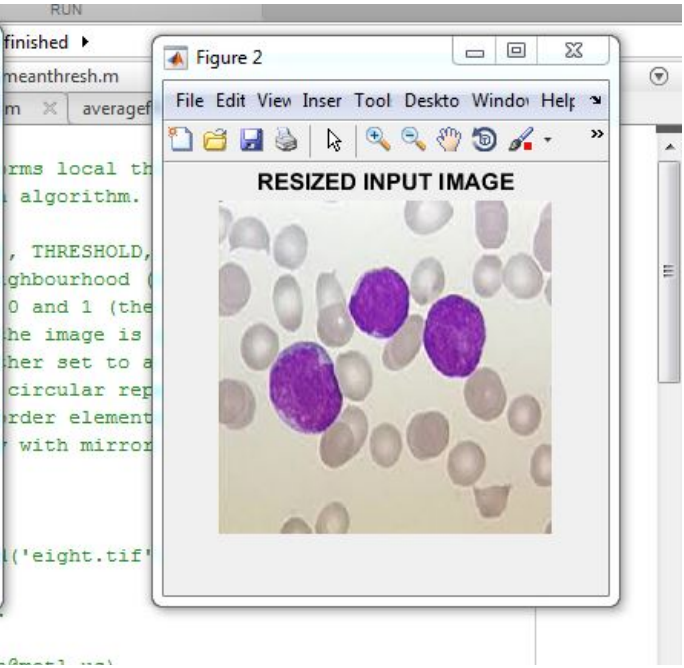 RUN
finished
meanthresh.m
m averagef
Figure 2
File Edit View Inser Tool Deskto Window Help
RESIZED INPUT IMAGE
rms local th
algorithm.
, THRESHOLD,
ghbourhood (
0 and 1 (the
he image is
her set to a
circular rep
rder element
with mirror
('eight.tif'